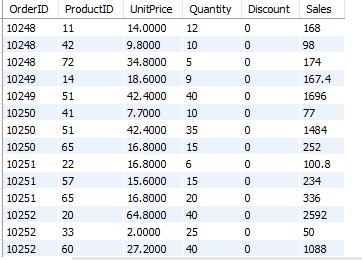 OrderID ProductID UnitPrice Quantity Discount Sales
10248 11 14.0000 12 0 168
10248 42 9.8000 10 0 98
10248 72 34.8000 5 0 174
10249 14 18.6000 9 0 167.4
10249 51 42.4000 40 0 1696
10250 41 7.7000 10 0 77
10250 51 42.4000 35 0 1484
10250 65 16.8000 15 0 252
10251 22 16.8000 6 0 100.8
10251 57 15.6000 15 0 234
10251 65 16.8000 20 0 336
10252 20 64.8000 40 0 2592
10252 33 2.0000 25 0 50
10252 60 27.2000 40 0 1088